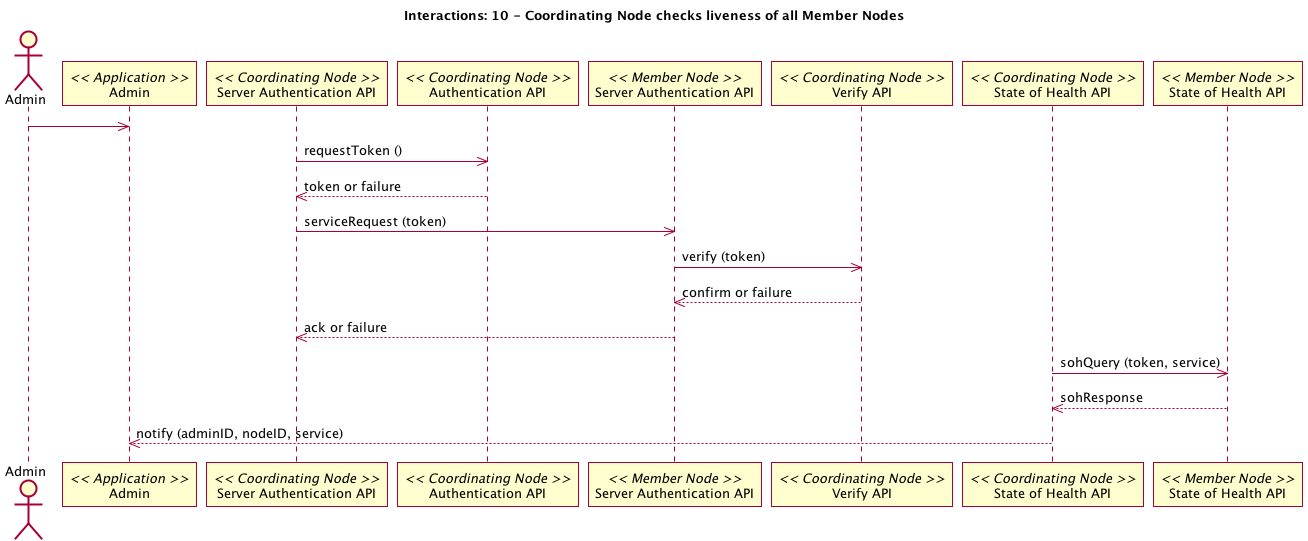 Interactions: 10 - Coordinating Node checks liveness of all Member Nodes
Admin
<< Application >>
Admin
<< Coordinating Node >>
Server Authentication API
<< Coordinating Node >>
Authentication API
<< Member Node >>
Server Authentication API
<< Coordinating Node >>
Verify API
<< Coordinating Node >>
State of Health API
<< Member Node >>
State of Health API
requestToken ()
token or failure
serviceRequest (token)
verify (token)
confirm or failure
ack or failure
sohQuery (token, service)
sohResponse
notify (adminID, nodeID, service)
Admin
<< Application >>
Admin
<< Coordinating Node >>
Server Authentication API
<< Coordinating Node >>
Authentication API
<< Member Node >>
Server Authentication API
<< Coordinating Node >>
Verify API
<< Coordinating Node >>
State of Health API
<< Member Node >>
State of Health API